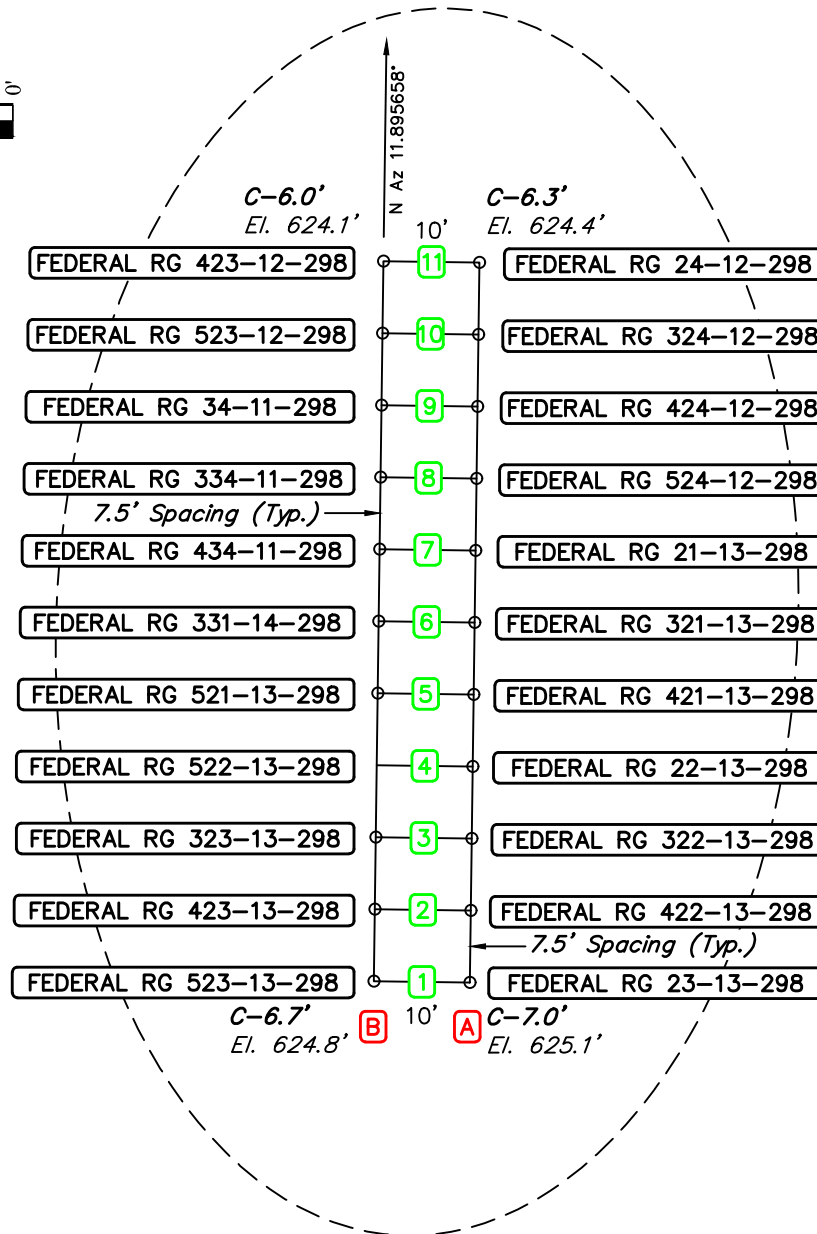 0'
N Az 11.895658°
C-6.0'
El. 624.1'
C-6.3'
El. 624.4'
10'
FEDERAL RG 423-12-298
11
FEDERAL RG 24-12-298
FEDERAL RG 523-12-298
10
FEDERAL RG 324-12-298
FEDERAL RG 34-11-298
9
FEDERAL RG 424-12-298
FEDERAL RG 334-11-298
8
FEDERAL RG 524-12-298
7.5' Spacing (Typ.)
FEDERAL RG 434-11-298
7
FEDERAL RG 21-13-298
FEDERAL RG 331-14-298
6
FEDERAL RG 321-13-298
FEDERAL RG 521-13-298
5
FEDERAL RG 421-13-298
FEDERAL RG 522-13-298
4
FEDERAL RG 22-13-298
FEDERAL RG 323-13-298
3
FEDERAL RG 322-13-298
FEDERAL RG 423-13-298
2
FEDERAL RG 422-13-298
7.5' Spacing (Typ.)
FEDERAL RG 523-13-298
1
FEDERAL RG 23-13-298
C-6.7'
El. 624.8'
B
10'
A
C-7.0'
El. 625.1'